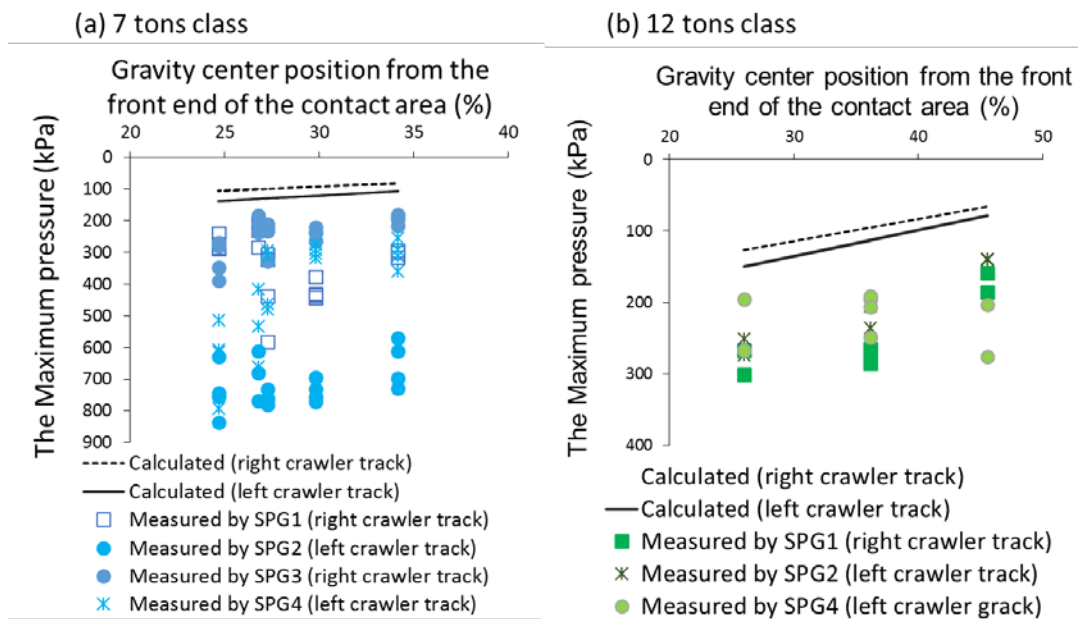 (a) 7 tons class
Gravity center position from the
front end of the contact area (%)
20 25 30 35 40
The Maximum pressure (kPa)
0
100
200
300
400
500
600
700
800
900
Calculated (right crawler track)
Calculated (left crawler track)
Measured by SPG1 (right crawler track)
Measured by SPG2 (left crawler track)
Measured by SPG3 (right crawler track)
Measured by SPG4 (left crawler track)
(b) 12 tons class
Gravity center position from the front
end of the contact area (%)
20 30 40 50
The Maximum pressure (kPa)
0
100
200
300
400
Calculated (right crawler track)
Calculated (left crawler track)
Measured by SPG1 (right crawler track)
Measured by SPG2 (left crawler track)
Measured by SPG4 (left crawler grack)